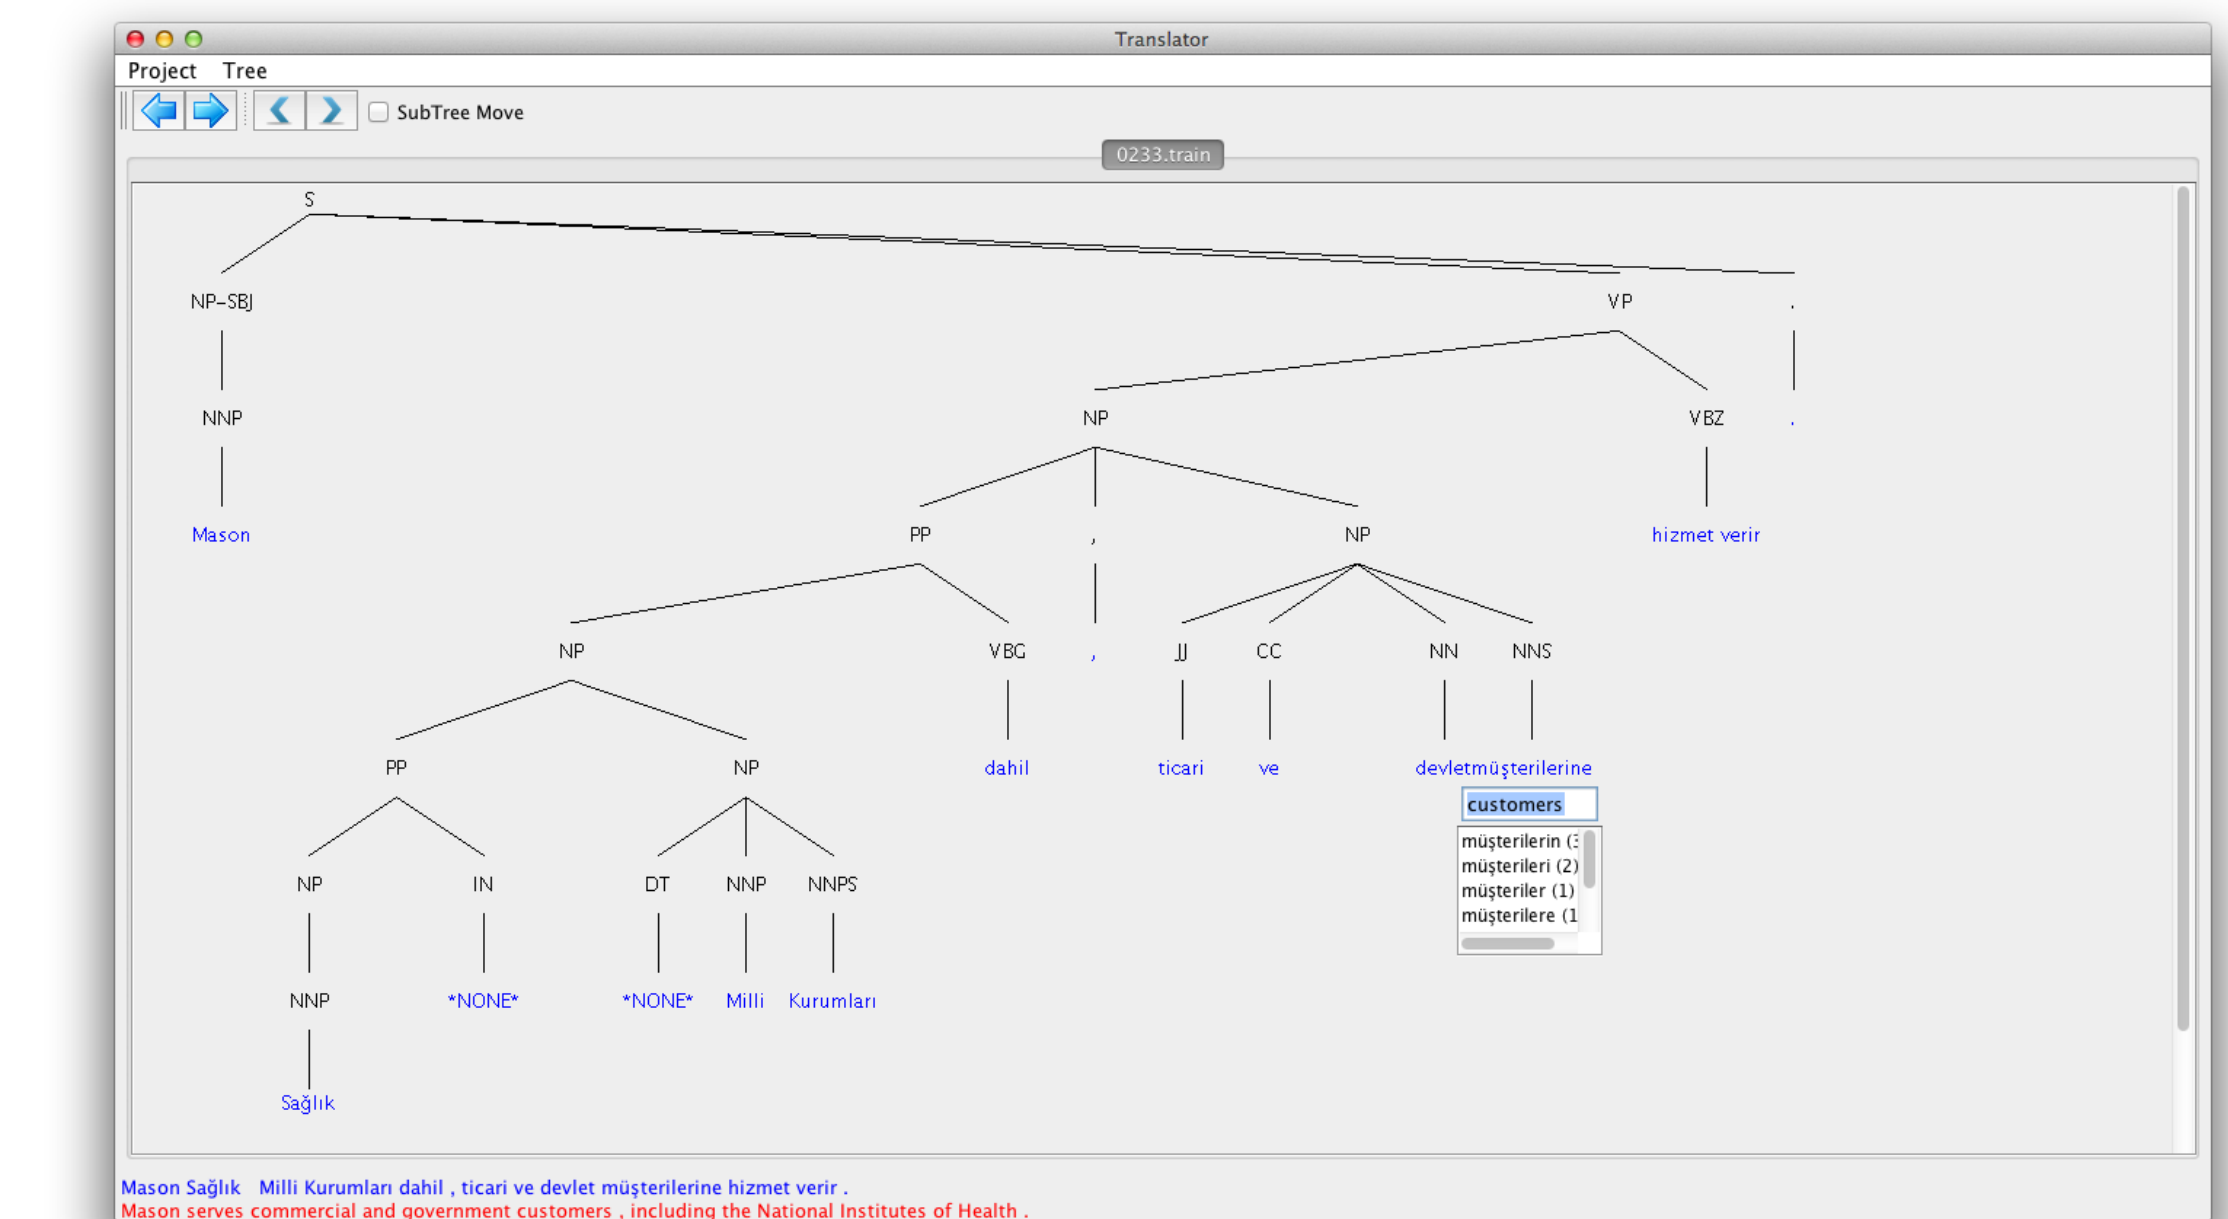 Translator
Project Tree
SubTree Move
0233.train
S
NP-SBJ VP .
NNP NP VBZ .
Mason PP , NP hizmet verir
NP VBG , JJ CC NN NNS
PP NP dahil ticari ve devletmüşterilerine
customers
müşterilerin (3
müşterileri (2)
müşteriler (1)
müşterilere (1
NP IN DT NNP NNPS
NNP *NONE* *NONE* Milli Kurumları
Sağlık
Mason Sağlık Milli Kurumları dahil , ticari ve devlet müşterilerine hizmet verir .
Mason serves commercial and government customers , including the National Institutes of Health .